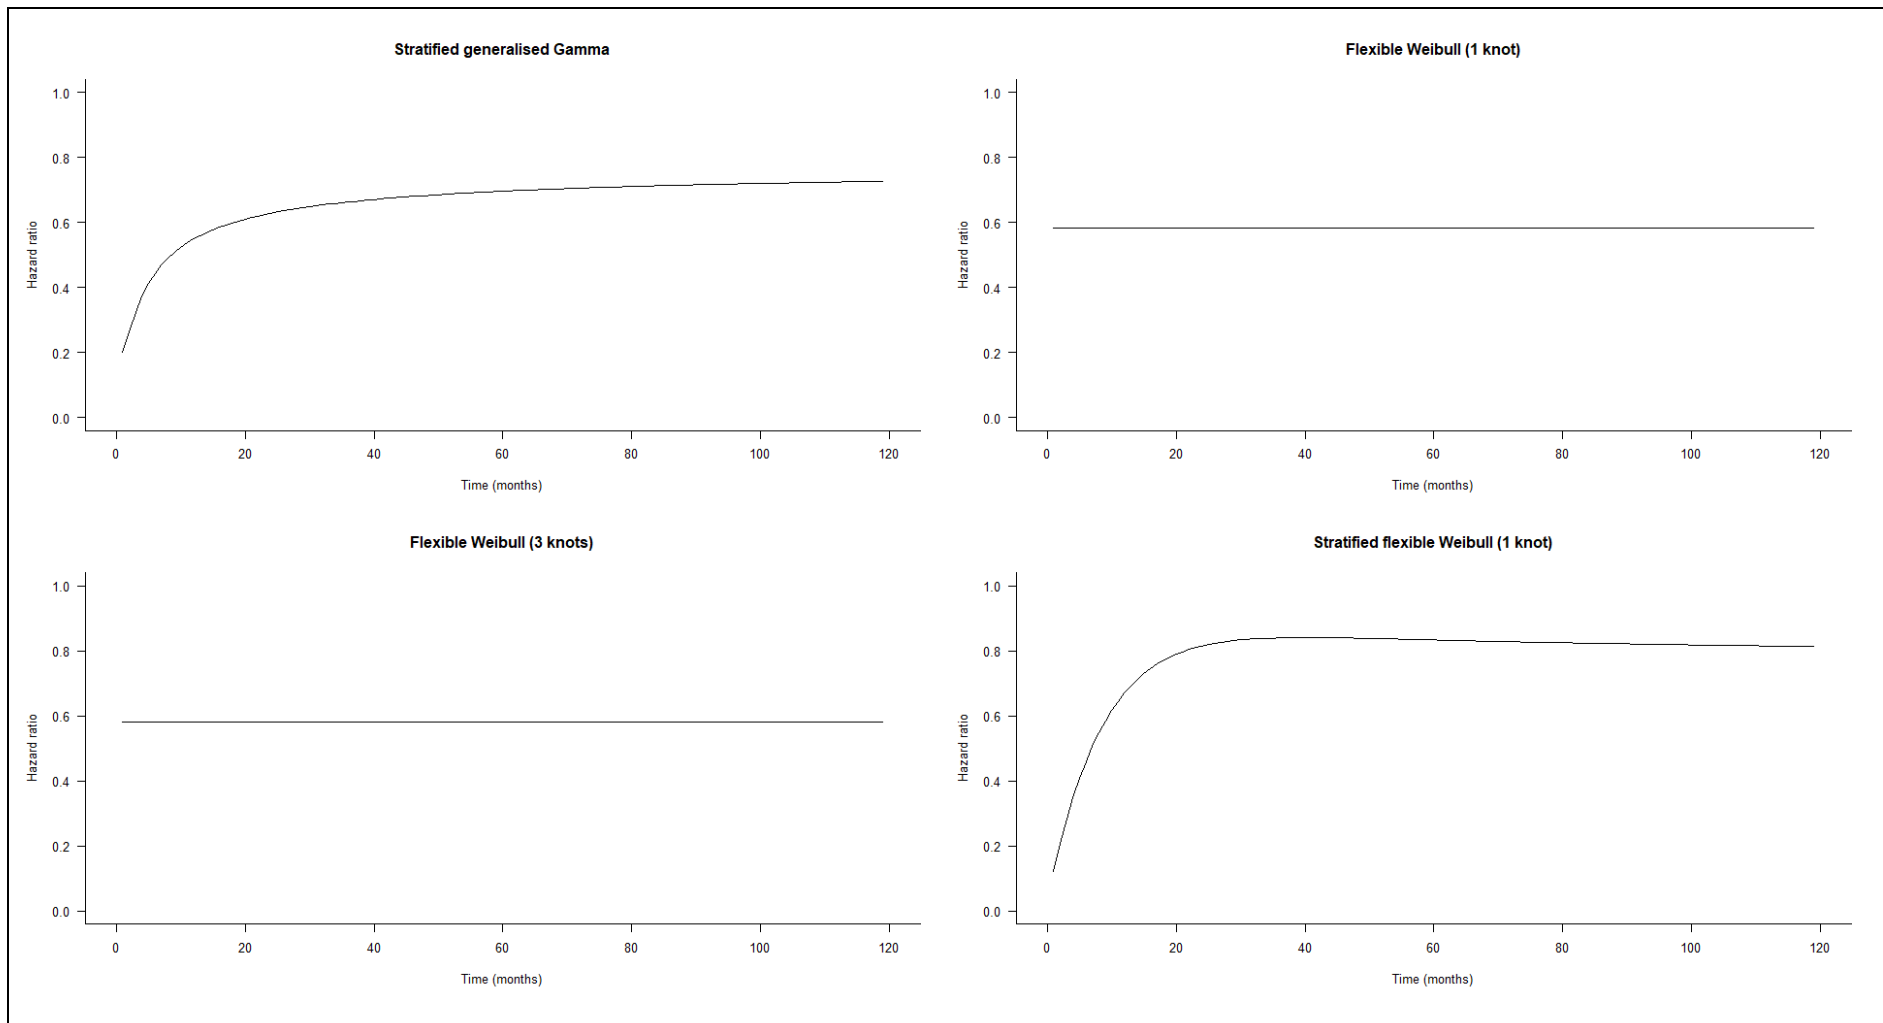 Stratified generalised Gamma
1.0
0.8
0.6
0.4
0.2
0.0
Hazard ratio
0 20 40 60 80 100 120
Time (months)
Flexible Weibull (1 knot)
1.0
0.8
0.6
0.4
0.2
0.0
Hazard ratio
0 20 40 60 80 100 120
Time (months)
Flexible Weibull (3 knots)
1.0
0.8
0.6
0.4
0.2
0.0
Hazard ratio
0 20 40 60 80 100 120
Time (months)
Stratified flexible Weibull (1 knot)
1.0
0.8
0.6
0.4
0.2
0.0
Hazard ratio
0 20 40 60 80 100 120
Time (months)